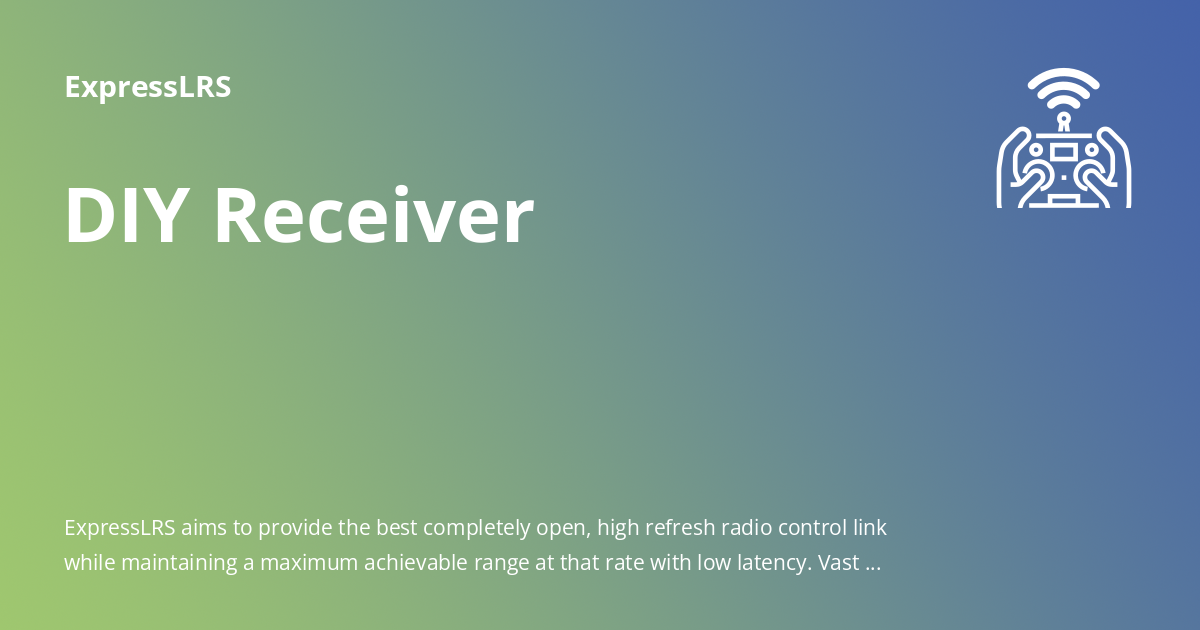 ExpressLRS
DIY Receiver
ExpressLRS aims to provide the best completely open, high refresh radio control link
while maintaining a maximum achievable range at that rate with low latency. Vast ...